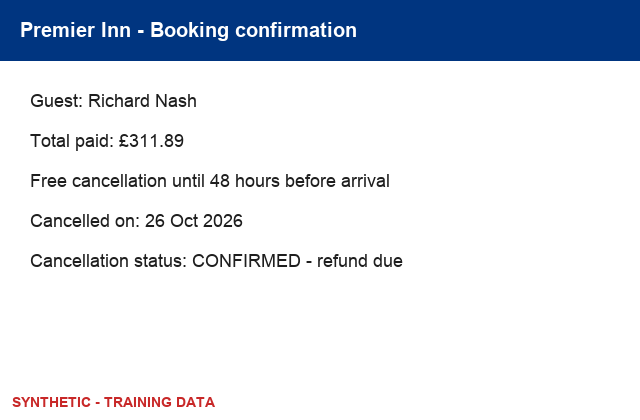 Premier Inn - Booking confirmation
Guest: Richard Nash
Total paid: £311.89
Free cancellation until 48 hours before arrival
Cancelled on: 26 Oct 2026
Cancellation status: CONFIRMED - refund due
SYNTHETIC - TRAINING DATA